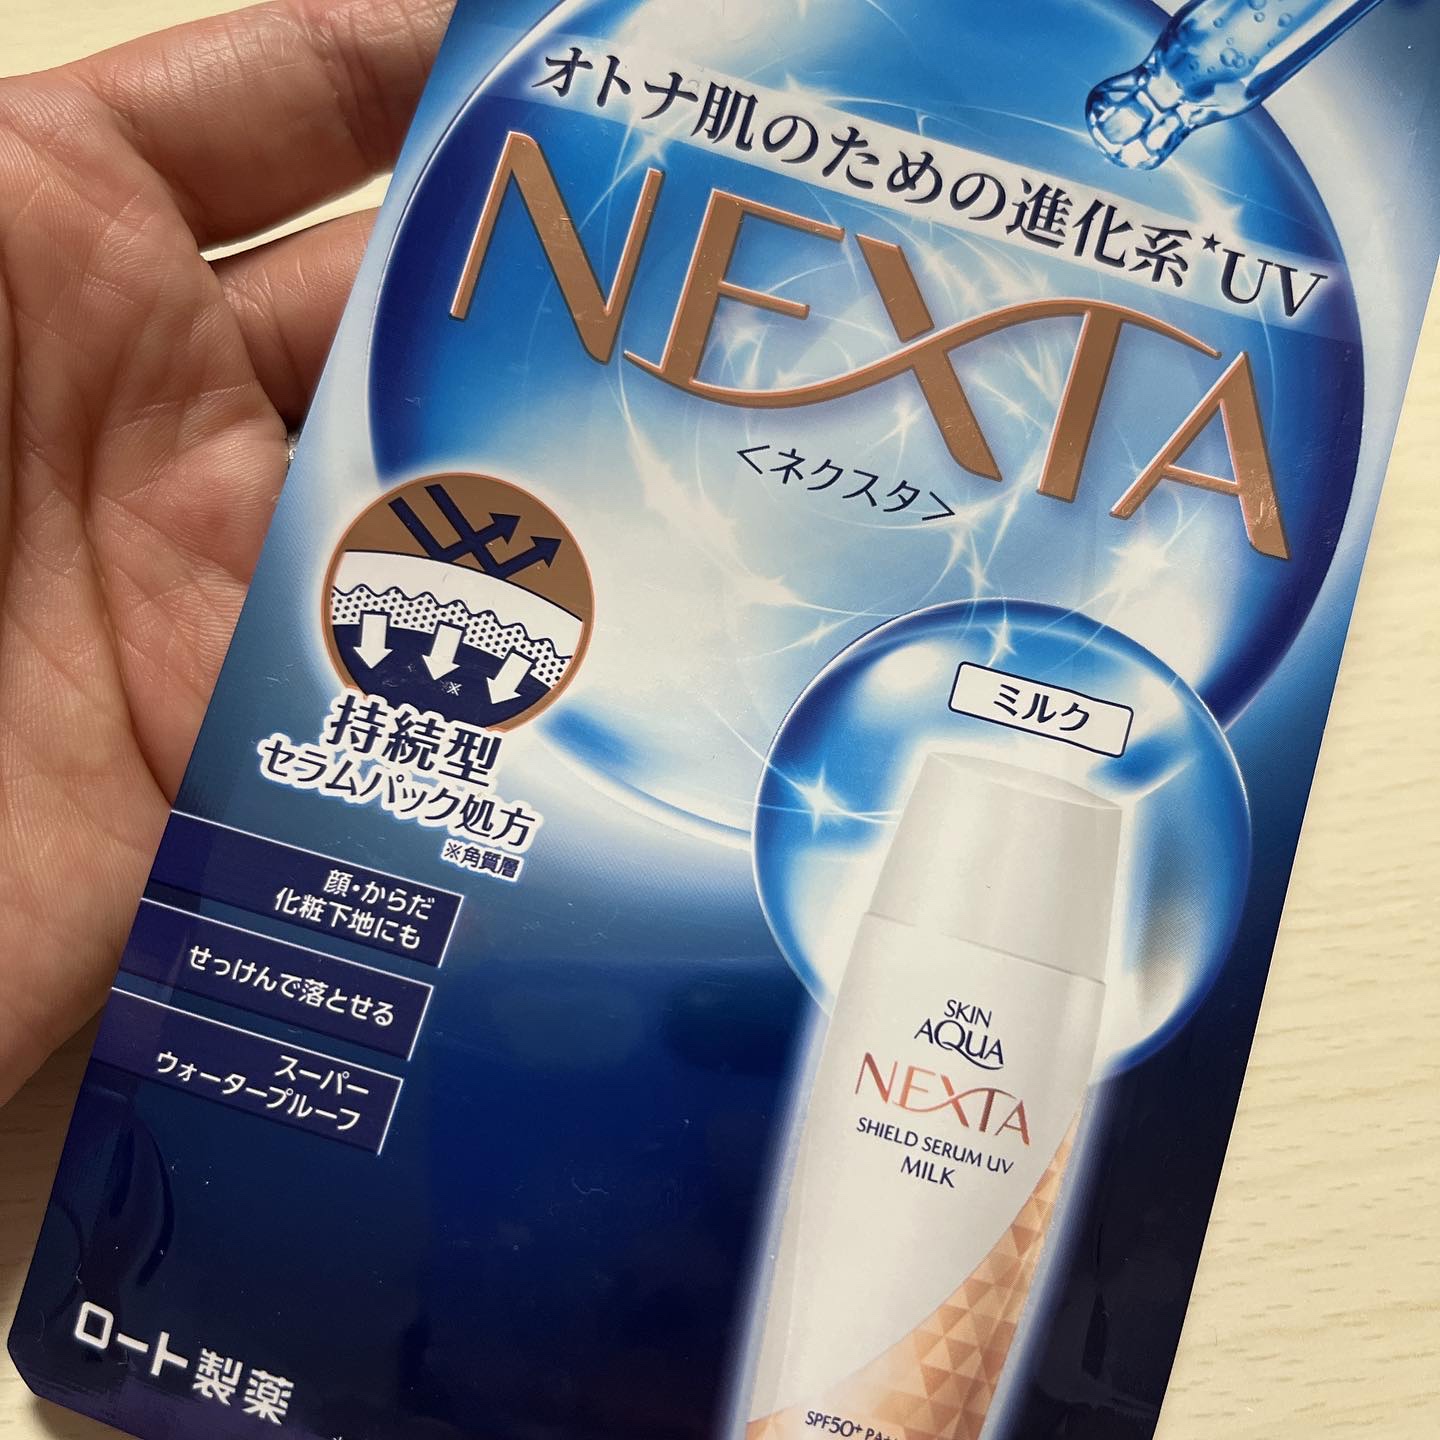 オトナ肌のための進化系*UV
NEXTA
<ネクスタ>
※
持続型
セラムパック処方
※角質層
ミルク
顔・からだ
化粧下地にも
せっけんで落とせる
スーパー
ウォータープルーフ
SKIN
AQUA
NEXTA
SHIELD SERUM UV
MILK
SPF50+
ロート製薬